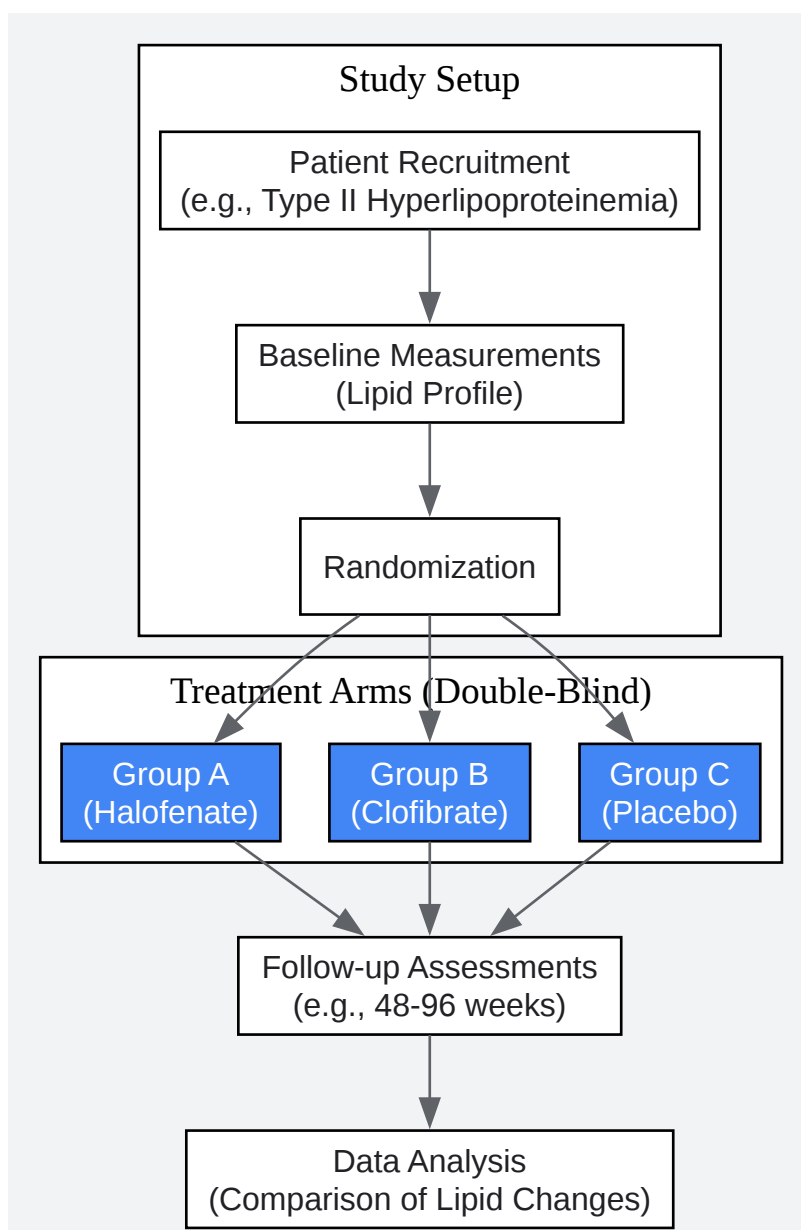 Study Setup
Patient Recruitment
(e.g., Type II Hyperlipoproteinemia)
Baseline Measurements
(Lipid Profile)
Randomization
Treatment Arms (Double-Blind)
Group A
(Halofenate)
Group B
(Clofibrate)
Group C
(Placebo)
Follow-up Assessments
(e.g., 48-96 weeks)
Data Analysis
(Comparison of Lipid Changes)